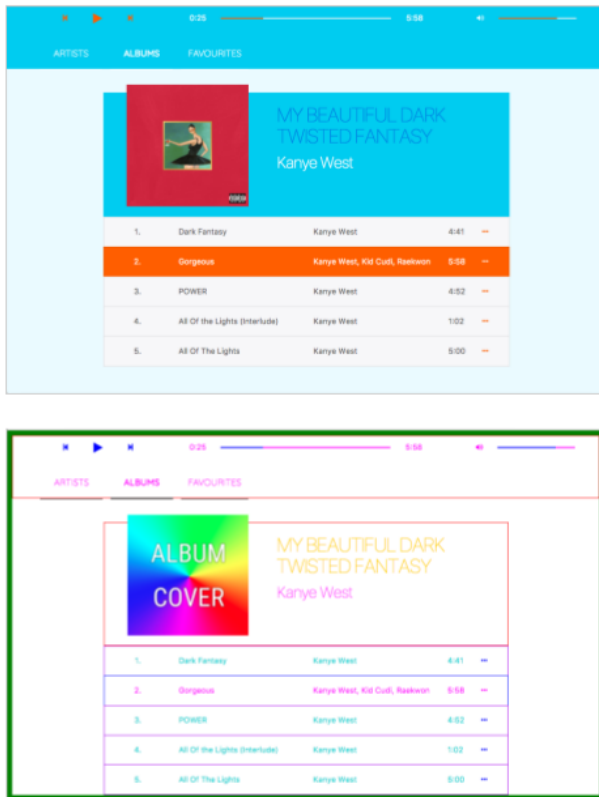 0:25 5:58
ARTISTS ALBUMS FAVOURITES
MY BEAUTIFUL DARK
TWISTED FANTASY
Kanye West
1. Dark Fantasy Kanye West 4:41
2. Gorgeous Kanye West, Kid Cudi, Raekwon 5:58
3. POWER Kanye West 4:52
4. All Of the Lights (Interlude) Kanye West 1:02
5. All Of The Lights Kanye West 5:00
0:25 5:58
ARTISTS ALBUMS FAVOURITES
ALBUM
COVER
MY BEAUTIFUL DARK
TWISTED FANTASY
Kanye West
1. Dark Fantasy Kanye West 4:41
2. Gorgeous Kanye West, Kid Cudi, Raekwon 5:58
3. POWER Kanye West 4:52
4. All Of the Lights (Interlude) Kanye West 1:02
5. All Of The Lights Kanye West 5:00